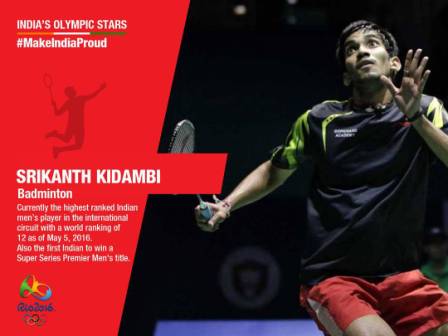 INDIA'S OLYMPIC STARS
#MakeIndiaProud
SRIKANTH KIDAMBI
Badminton
Currently the highest ranked Indian
men's player in the international
circuit with a world ranking of
12 as of May 5, 2016.
Also the first Indian to win a
Super Series Premier Men's title.
GOPICHAND
ACADEMY
Rio2016